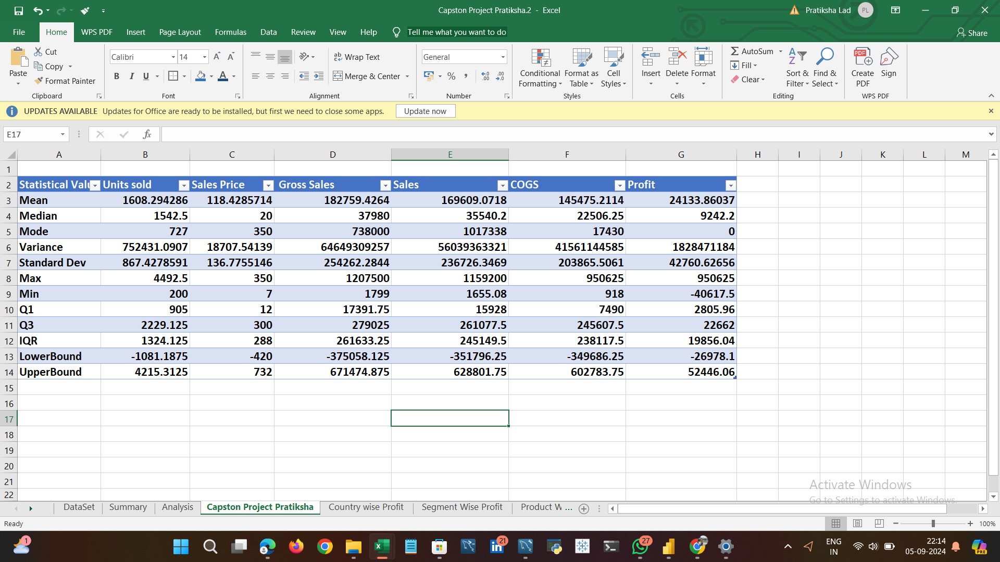 Capston Project Pratiksha.2 - Excel
Pratiksha Lad PL
File Home WPS PDF Insert Page Layout Formulas Data Review View Help Tell me what you want to do Share
Paste Cut Copy Format Painter
Calibri 14
B I U
Wrap Text
Merge & Center
General
Conditional Formatting
Format as Table
Cell Styles
Insert Delete Format
AutoSum
Fill
Clear
Sort & Filter
Find & Select
Create PDF
Sign
Clipboard Font Alignment Number Styles Cells Editing WPS PDF
UPDATES AVAILABLE Updates for Office are ready to be installed, but first we need to close some apps. Update now
E17 fx
A B C D E F G H I J K L M
1
2 Statistical Valu Units sold Sales Price Gross Sales Sales COGS Profit
3 Mean 1608.294286 118.4285714 182759.4264 169609.0718 145475.2114 24133.86037
4 Median 1542.5 20 37980 35540.2 22506.25 9242.2
5 Mode 727 350 738000 1017338 17430 0
6 Variance 752431.0907 18707.54139 64649309257 56039363321 41561144585 1828471184
7 Standard Dev 867.4278591 136.7755146 254262.2844 236726.3469 203865.5061 42760.62656
8 Max 4492.5 350 1207500 1159200 950625 950625
9 Min 200 7 1799 1655.08 918 -40617.5
10 Q1 905 12 17391.75 15928 7490 2805.96
11 Q3 2229.125 300 279025 261077.5 245607.5 22662
12 IQR 1324.125 288 261633.25 245149.5 238117.5 19856.04
13 LowerBound -1081.1875 -420 -375058.125 -351796.25 -349686.25 -26978.1
14 UpperBound 4215.3125 732 671474.875 628801.75 602783.75 52446.06
15
16
17
18
19
20
21
22
Activate Windows
Go to Settings to activate Windows.
DataSet Summary Analysis Capston Project Pratiksha Country wise Profit Segment Wise Profit Product W ...
Ready 100%
1 21 27 PRE
ENG IN
22:14
05-09-2024